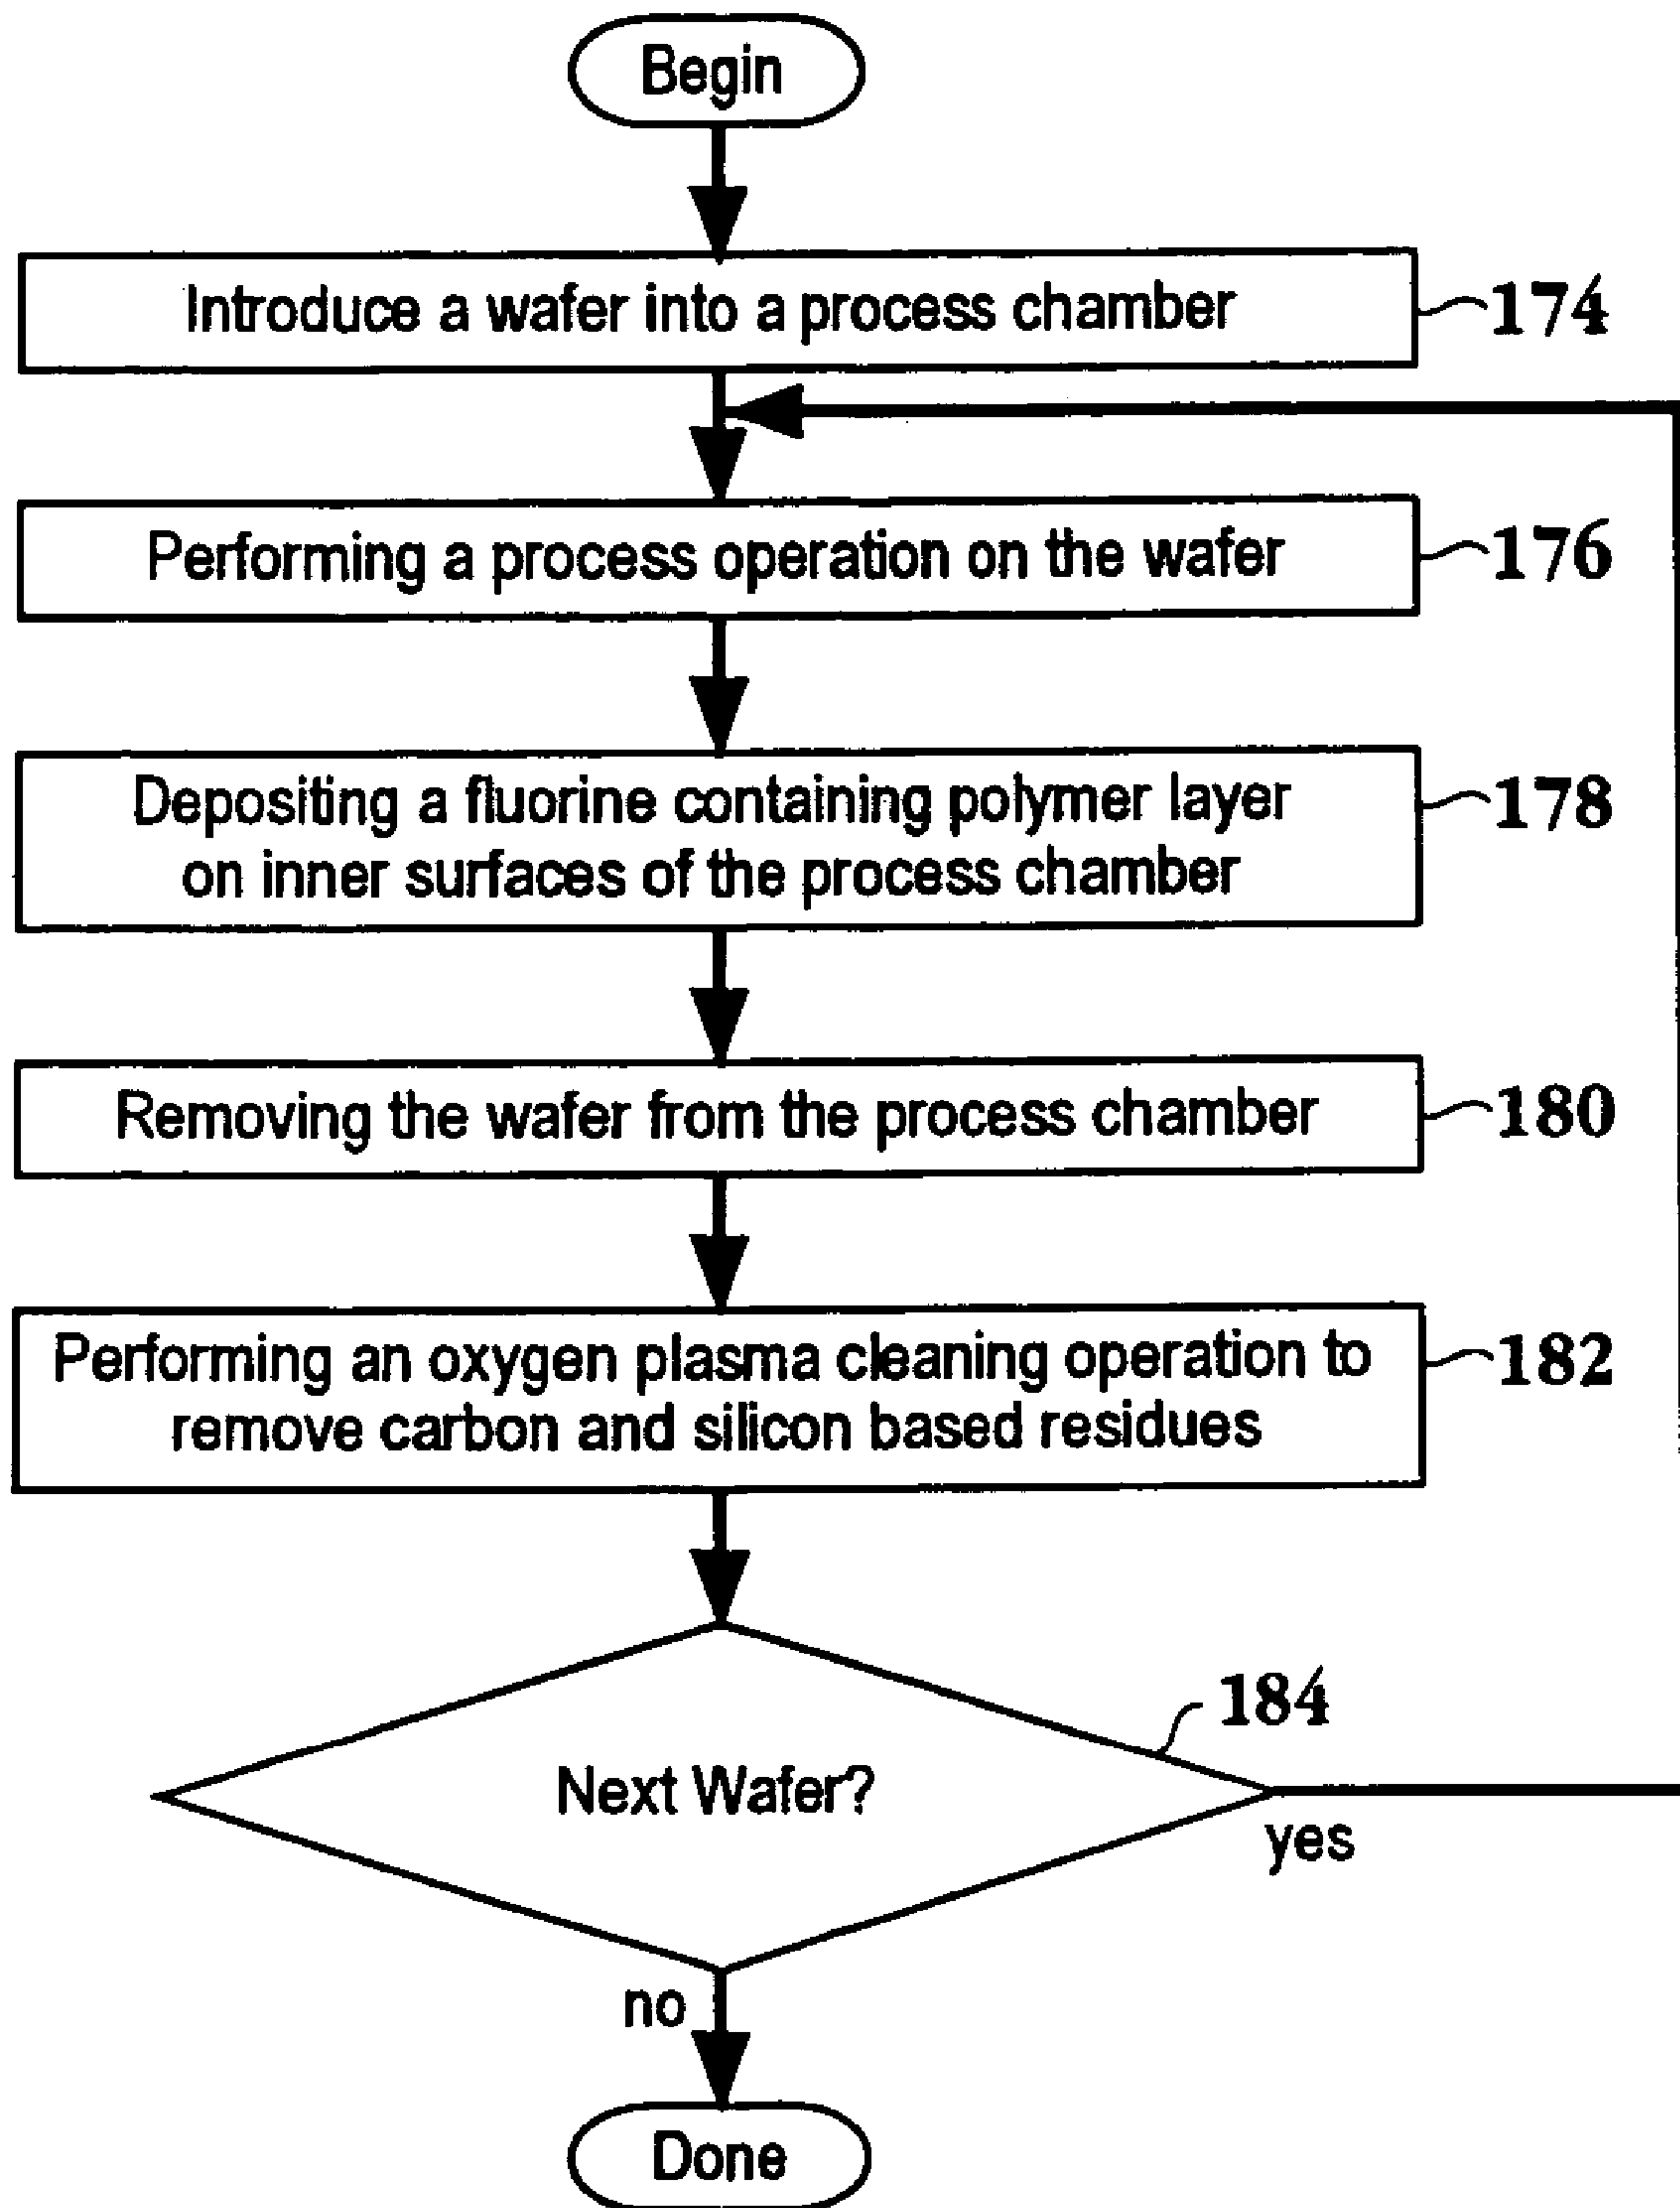 Begin
Introduce a wafer into a process chamber
174
Performing a process operation on the wafer
176
Depositing a fluorine containing polymer layer
on inner surfaces of the process chamber
178
Removing the wafer from the process chamber
180
Performing an oxygen plasma cleaning operation to
remove carbon and silicon based residues
182
184
Next Wafer?
yes
no
Done